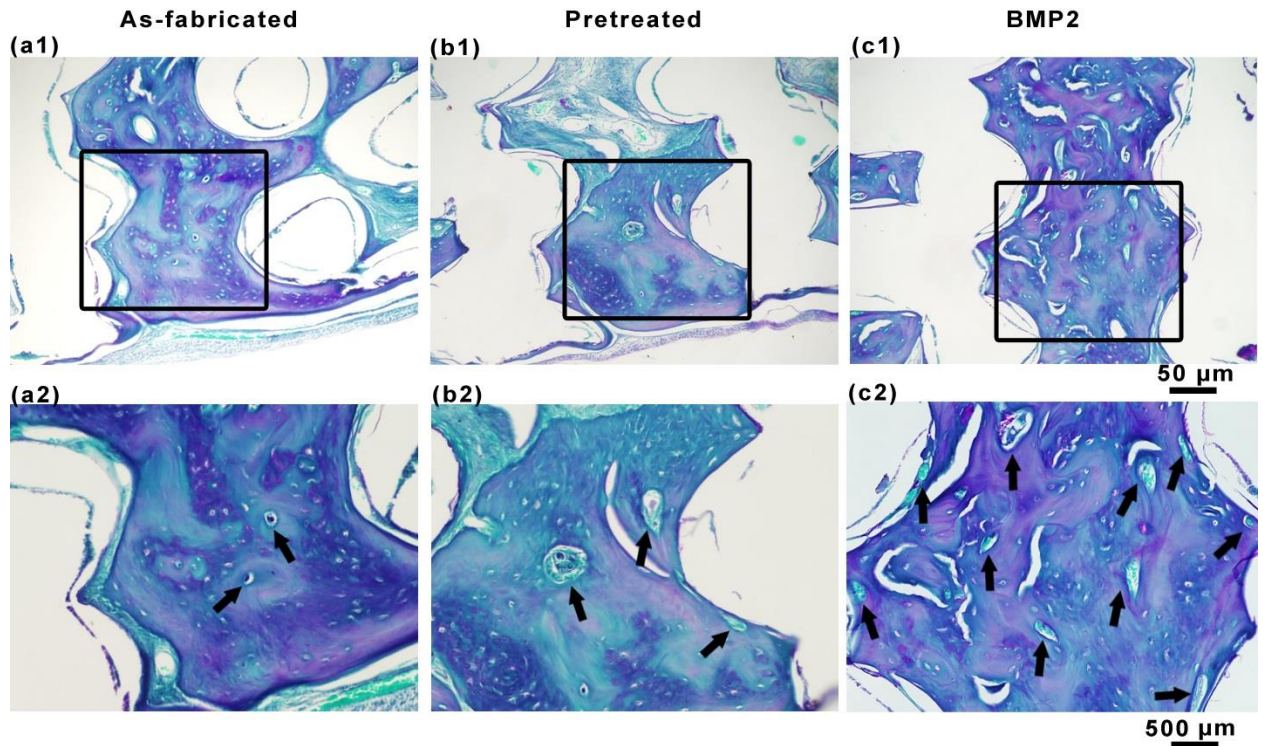 As-fabricated Pretreated BMP2
(a1) (b1) (c1)
50 µm
(a2) (b2) (c2)
500 µm